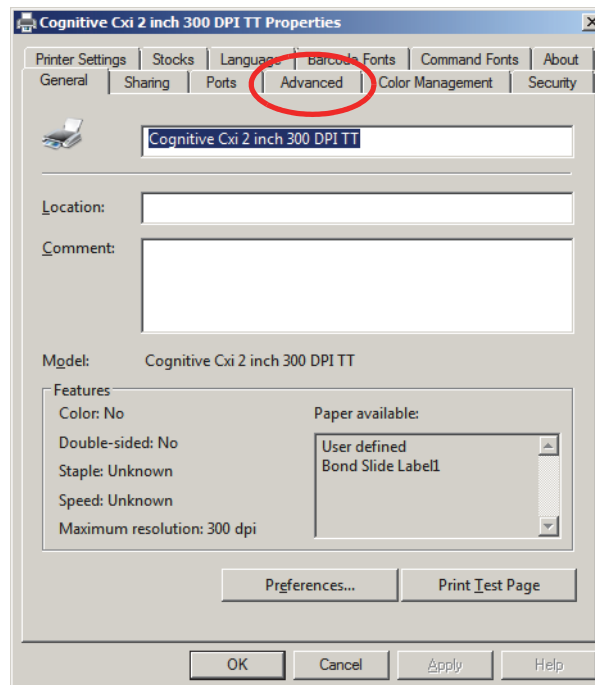 Cognitive Cxi 2 inch 300 DPI TT Properties
Printer Settings Stocks Language Barcode Fonts Command Fonts About
General Sharing Ports Advanced Color Management Security
Cognitive Cxi 2 inch 300 DPI TT
Location:
Comment:
Model: Cognitive Cxi 2 inch 300 DPI TT
Features
Color: No Paper available:
Double-sided: No User defined
Staple: Unknown Bond Slide Label1
Speed: Unknown
Maximum resolution: 300 dpi
Preferences... Print Test Page
OK Cancel Apply Help